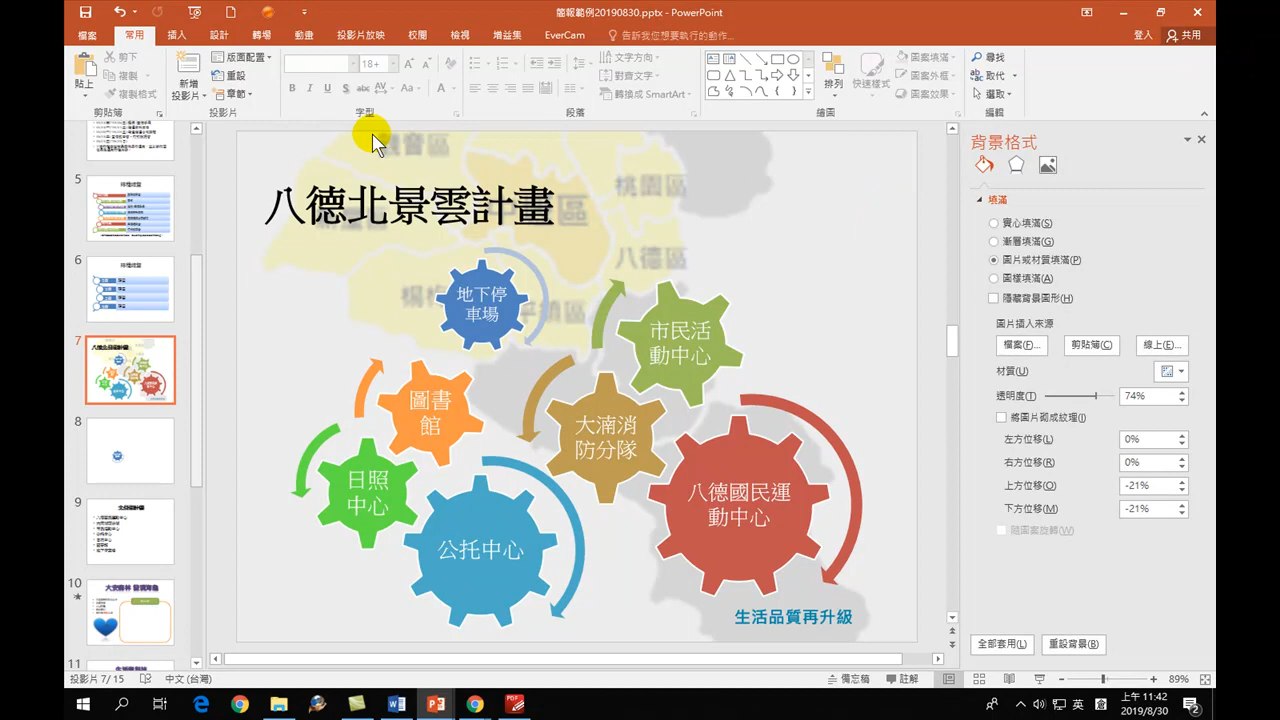 簡報範例20190830.pptx - PowerPoint
檔案 常用 插入 設計 轉場 動畫 投影片放映 校閱 檢視 增益集 EverCam 告訴我您想要執行的動作... 登入 共用
貼上 剪下 複製 複製格式 剪貼簿
新增投影片 版面配置 重設 章節 投影片
18+ B I U S abc AV Aa A 字型
文字方向 對齊文字 轉換成 SmartArt 段落
排列 快速樣式 圖案填滿 圖案外框 圖案效果 繪圖
尋找 取代 選取 編輯
5
6
7
8
9
10
11
八德北景雲計畫
桃園區
八德區
地下停
車場
市民活
動中心
圖書
館
大湳消
防分隊
日照
中心
八德國民運
動中心
公托中心
生活品質再升級
背景格式
填滿
實心填滿(S)
漸層填滿(G)
圖片或材質填滿(P)
圖樣填滿(A)
隱藏背景圖形(H)
圖片插入來源
檔案(F)... 剪貼簿(C) 線上(E)...
材質(U)
透明度(T) 74%
將圖片砌成紋理(I)
左方位移(L) 0%
右方位移(R) 0%
上方位移(O) -21%
下方位移(M) -21%
隨圖案旋轉(W)
全部套用(L) 重設背景(B)
投影片 7/15 中文 (台灣) 備忘稿 註解 89%
英 上午 11:42
2019/8/30